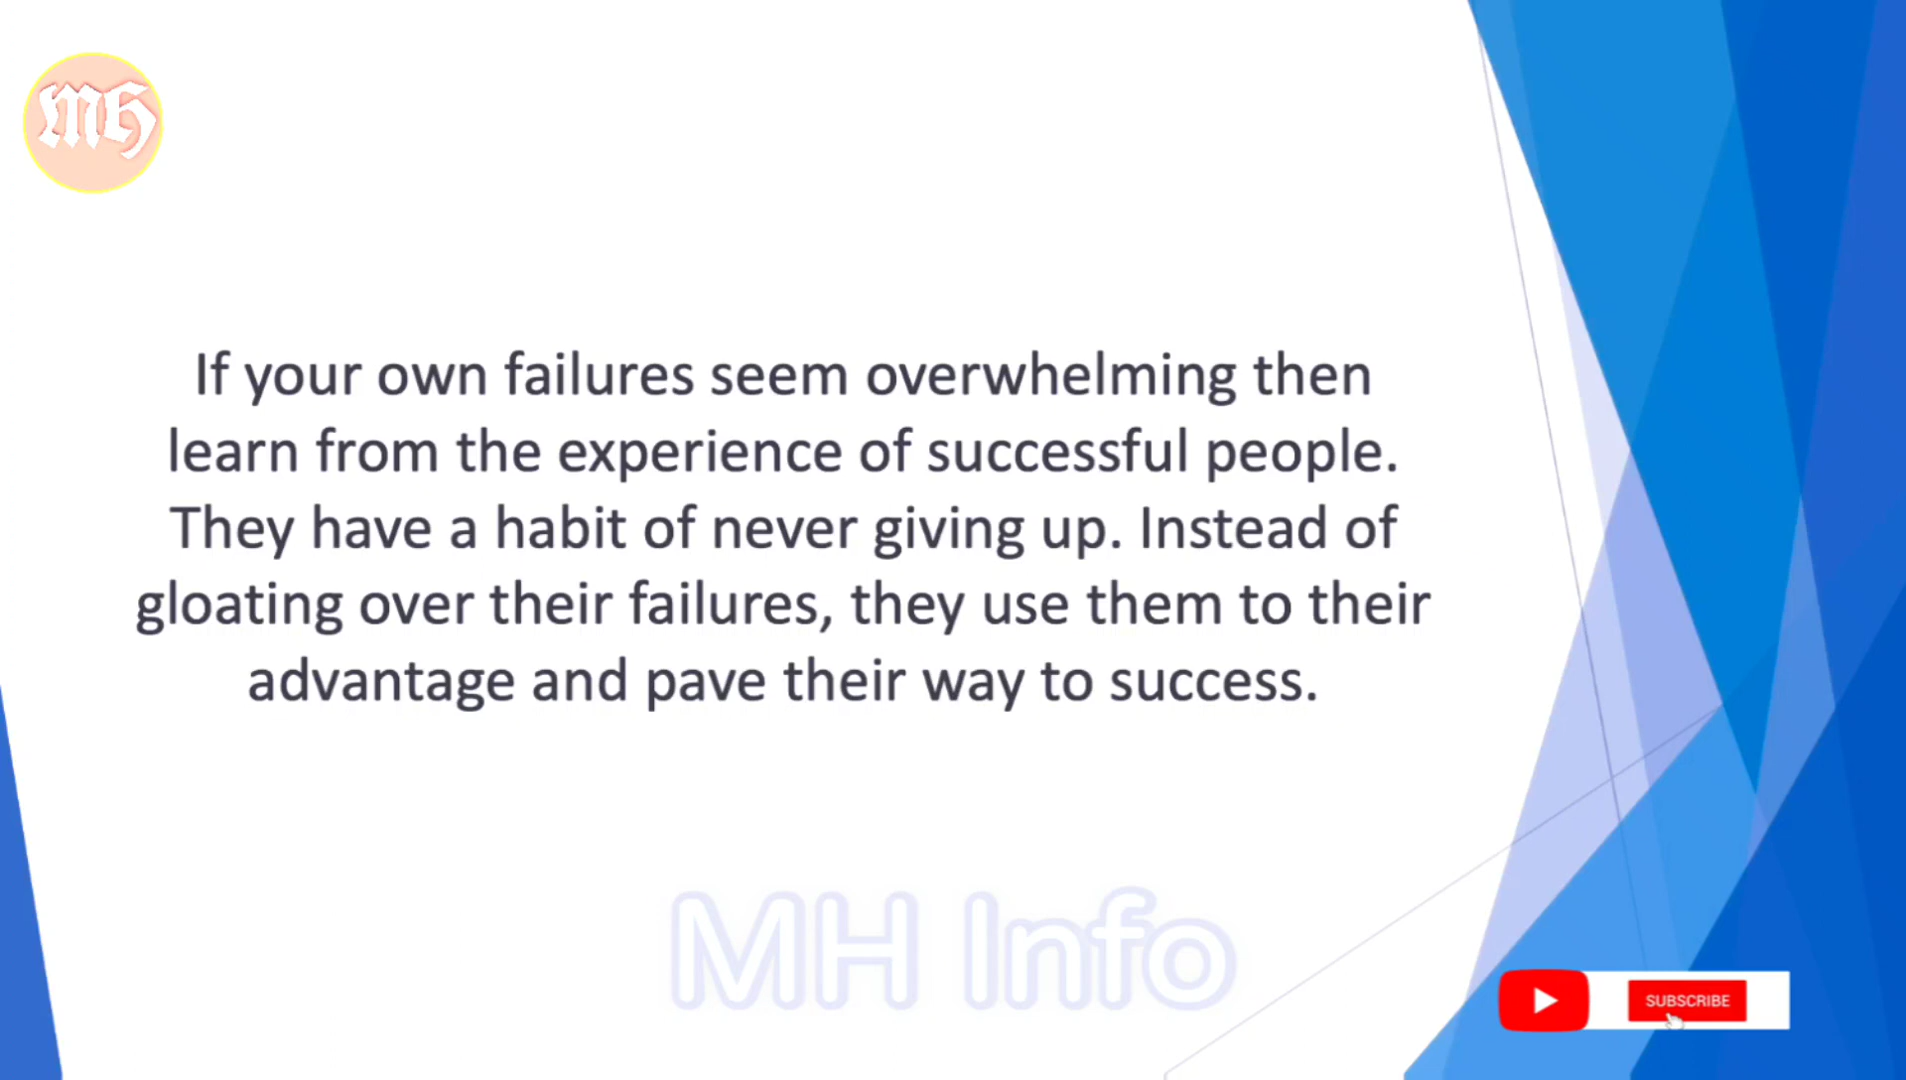 MH
If your own failures seem overwhelming then
learn from the experience of successful people.
They have a habit of never giving up. Instead of
gloating over their failures, they use them to their
advantage and pave their way to success.
MH Info
SUBSCRIBE